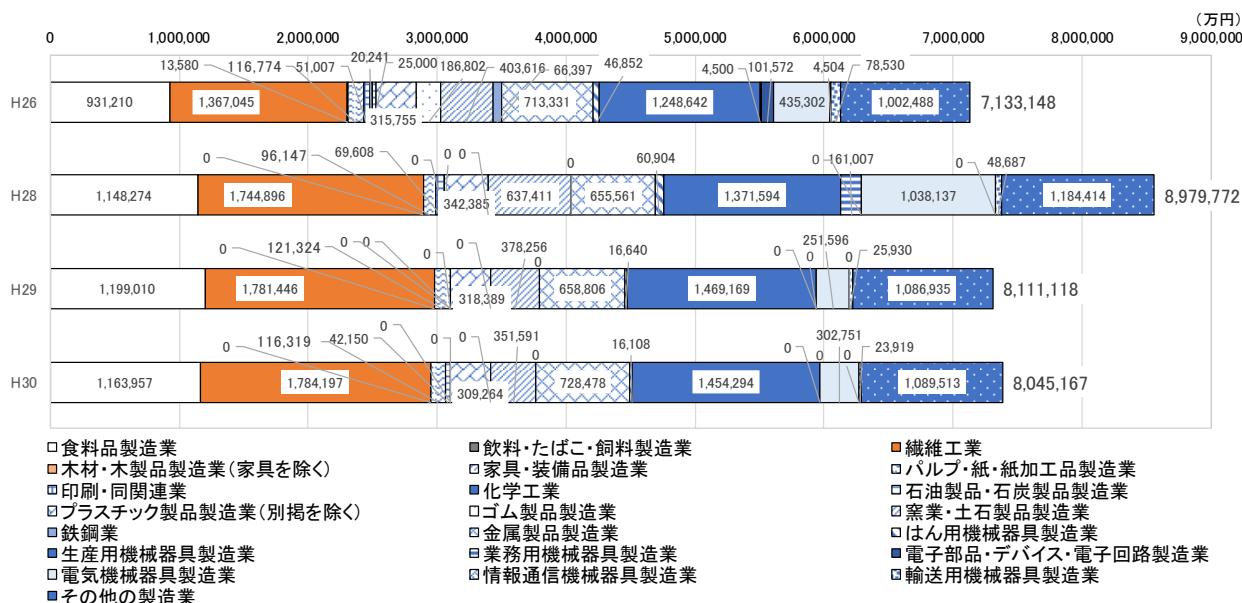 (万円)
0 1,000,000 2,000,000 3,000,000 4,000,000 5,000,000 6,000,000 7,000,000 8,000,000 9,000,000
13,580 116,774 51,007 20,241 25,000 186,802 403,616 66,397 46,852 4,500 101,572 4,504 78,530
H26 931,210 1,367,045 315,755 713,331 1,248,642 435,302 1,002,488 7,133,148
0 96,147 69,608 0 0 0 0 60,904 0 161,007 0 48,687
H28 1,148,274 1,744,896 342,385 637,411 655,561 1,371,594 1,038,137 1,184,414 8,979,772
0 121,324 0 0 0 0 378,256 0 16,640 0 0 251,596 0 25,930
H29 1,199,010 1,781,446 318,389 658,806 1,469,169 1,086,935 8,111,118
0 116,319 42,150 0 0 0 0 351,591 0 16,108 0 0 302,751 0 23,919
H30 1,163,957 1,784,197 309,264 728,478 1,454,294 1,089,513 8,045,167
食料品製造業 飲料・たばこ・飼料製造業 繊維工業
木材・木製品製造業(家具を除く) 家具・装備品製造業 パルプ・紙・紙加工品製造業
印刷・同関連業 化学工業 石油製品・石炭製品製造業
プラスチック製品製造業(別掲を除く) ゴム製品製造業 窯業・土石製品製造業
鉄鋼業 金属製品製造業 はん用機械器具製造業
生産用機械器具製造業 業務用機械器具製造業 電子部品・デバイス・電子回路製造業
電気機械器具製造業 情報通信機械器具製造業 輸送用機械器具製造業
その他の製造業